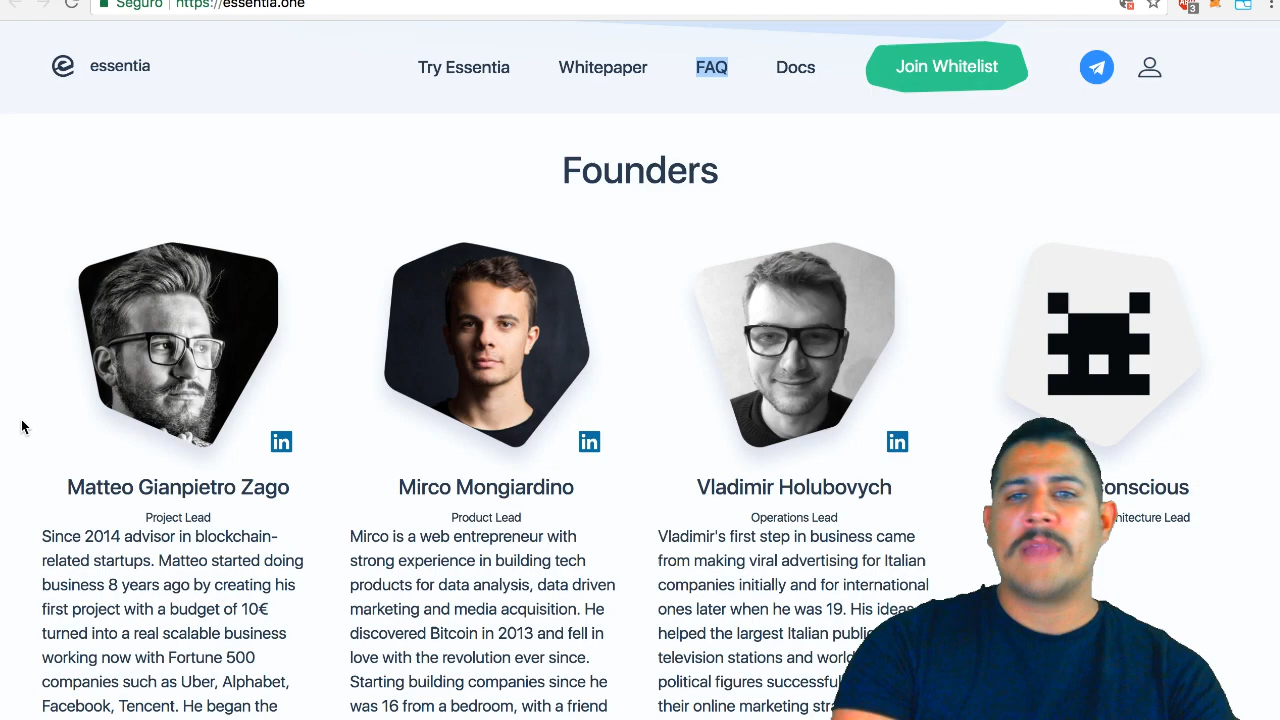 Seguro | https://essentia.one
essentia
Try Essentia
Whitepaper
FAQ
Docs
Join Whitelist
3
Founders
in
in
in
Matteo Gianpietro Zago
Project Lead
Since 2014 advisor in blockchain-
related startups. Matteo started doing
business 8 years ago by creating his
first project with a budget of 10€
turned into a real scalable business
working now with Fortune 500
companies such as Uber, Alphabet,
Facebook, Tencent. He began the
Mirco Mongiardino
Product Lead
Mirco is a web entrepreneur with
strong experience in building tech
products for data analysis, data driven
marketing and media acquisition. He
discovered Bitcoin in 2013 and fell in
love with the revolution ever since.
Starting building companies since he
was 16 from a bedroom, with a friend
Vladimir Holubovych
Operations Lead
Vladimir's first step in business came
from making viral advertising for Italian
companies initially and for international
ones later when he was 19. His ideas
helped the largest Italian
television stations and
political figures
their online marketing
Lead